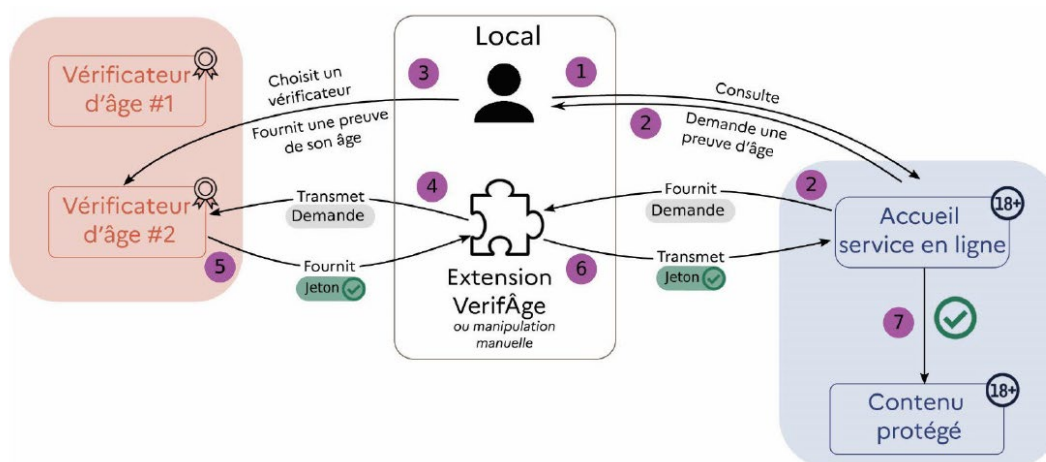 Local
Vérificateur
d'âge #1
Choisit un
vérificateur
3
1
Consulte
Fournit une preuve
de son âge
2
Demande une
preuve d'âge
Vérificateur
d'âge #2
Transmet
Demande
4
Fournit
Demande
2
18+
Accueil
service en ligne
5
Fournit
Jeton
Extension
VerifÂge
ou manipulation
manuelle
6
Transmet
Jeton
7
18+
Contenu
protégé